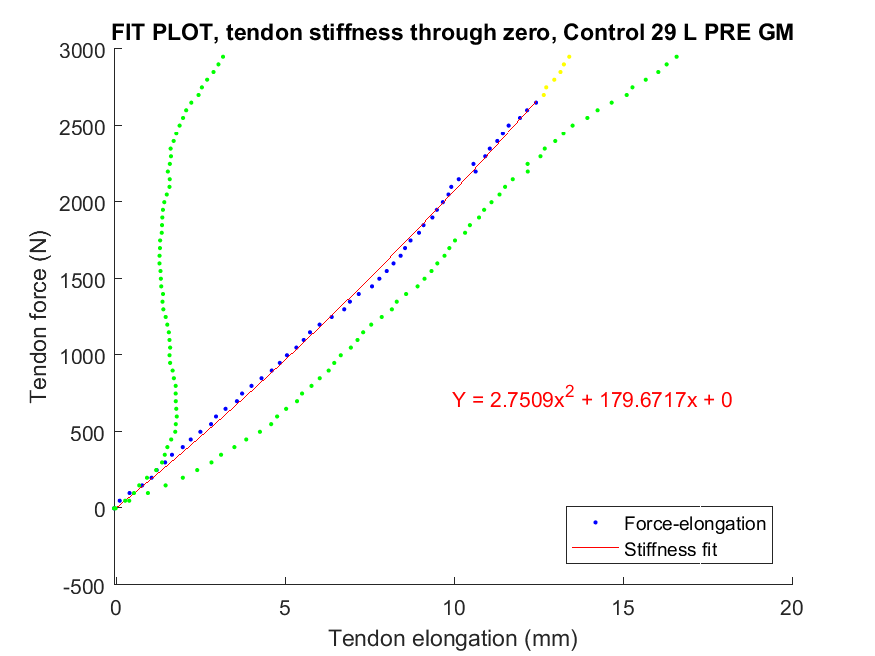 FIT PLOT, tendon stiffness through zero, Control 29 L PRE GM
3000
2500
2000
1500
1000
500
0
-500
Tendon force (N)
Y = 2.7509x² + 179.6717x + 0
Force-elongation
Stiffness fit
0 5 10 15 20
Tendon elongation (mm)